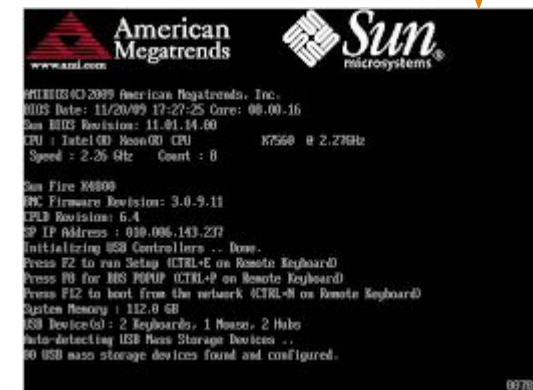 American
Megatrends
www.ami.com
Sun
microsystems
AMIBIOS(C)2009 American Megatrends, Inc.
BIOS Date: 11/20/09 17:27:25 Core: 08.00.16
Sun BIOS Revision: 11.01.14.00
CPU : Intel(R) Xeon(R) CPU X7560 @ 2.27GHz
Speed : 2.26 GHz Count : 8
Sun Fire X4800
BMC Firmware Revision: 3.0.9.11
CPLD Revision: 6.4
SP IP Address : 010.006.143.237
Initializing USB Controllers .. Done.
Press F2 to run Setup (CTRL+E on Remote Keyboard)
Press F8 for BBS POPUP (CTRL+P on Remote Keyboard)
Press F12 to boot from the network (CTRL+N on Remote Keyboard)
System Memory : 112.0 GB
USB Device(s): 2 Keyboards, 1 Mouse, 2 Hubs
Auto-detecting USB Mass Storage Devices ..
00 USB mass storage devices found and configured.
0078